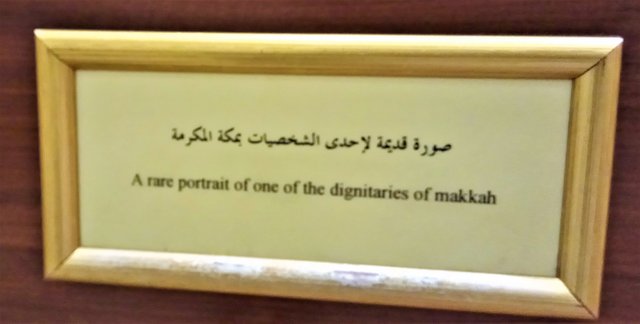 صورة قديمة لإحدى الشخصيات بمكة المكرمة
A rare portrait of one of the dignitaries of makkah